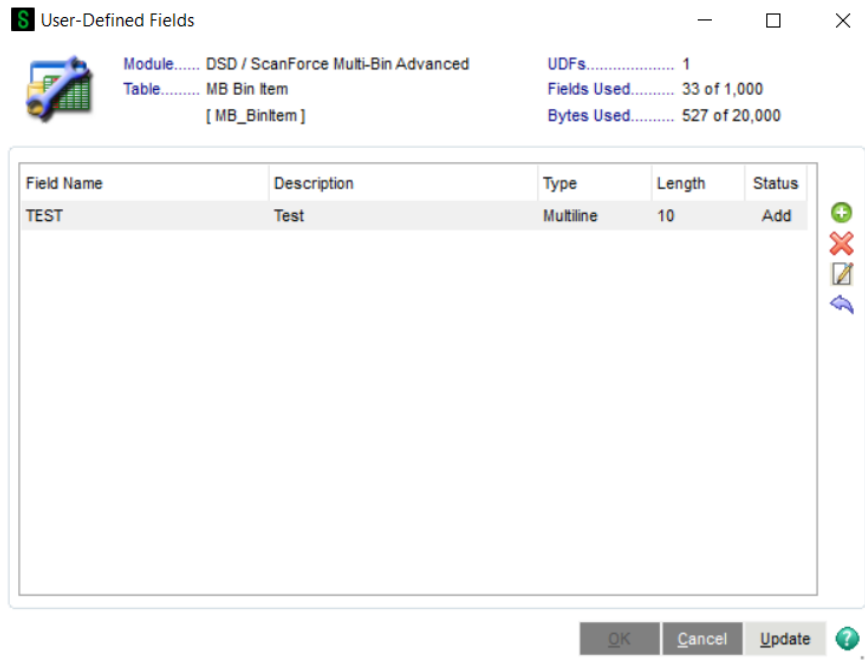 User-Defined Fields
Module...... DSD / ScanForce Multi-Bin Advanced
UDFs.................... 1
Table......... MB Bin Item
Fields Used.......... 33 of 1,000
[ MB_BinItem ]
Bytes Used.......... 527 of 20,000
Field Name Description Type Length Status
TEST Test Multiline 10 Add
OK Cancel Update